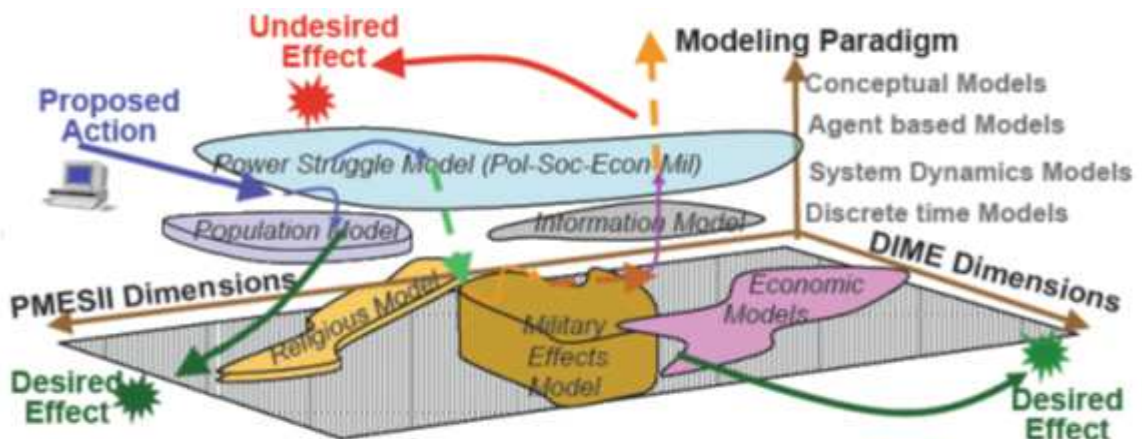 Undesired
Effect
Modeling Paradigm
Conceptual Models
Proposed
Action
Agent based Models
Power Struggle Model (Pol-Soc-Econ-Mil)
System Dynamics Models
Population Model
Information Model
Discrete time Models
PMESII Dimensions
DIME Dimensions
Religious Model
Economic
Models
Military
Effects
Model
Desired
Effect
Desired
Effect